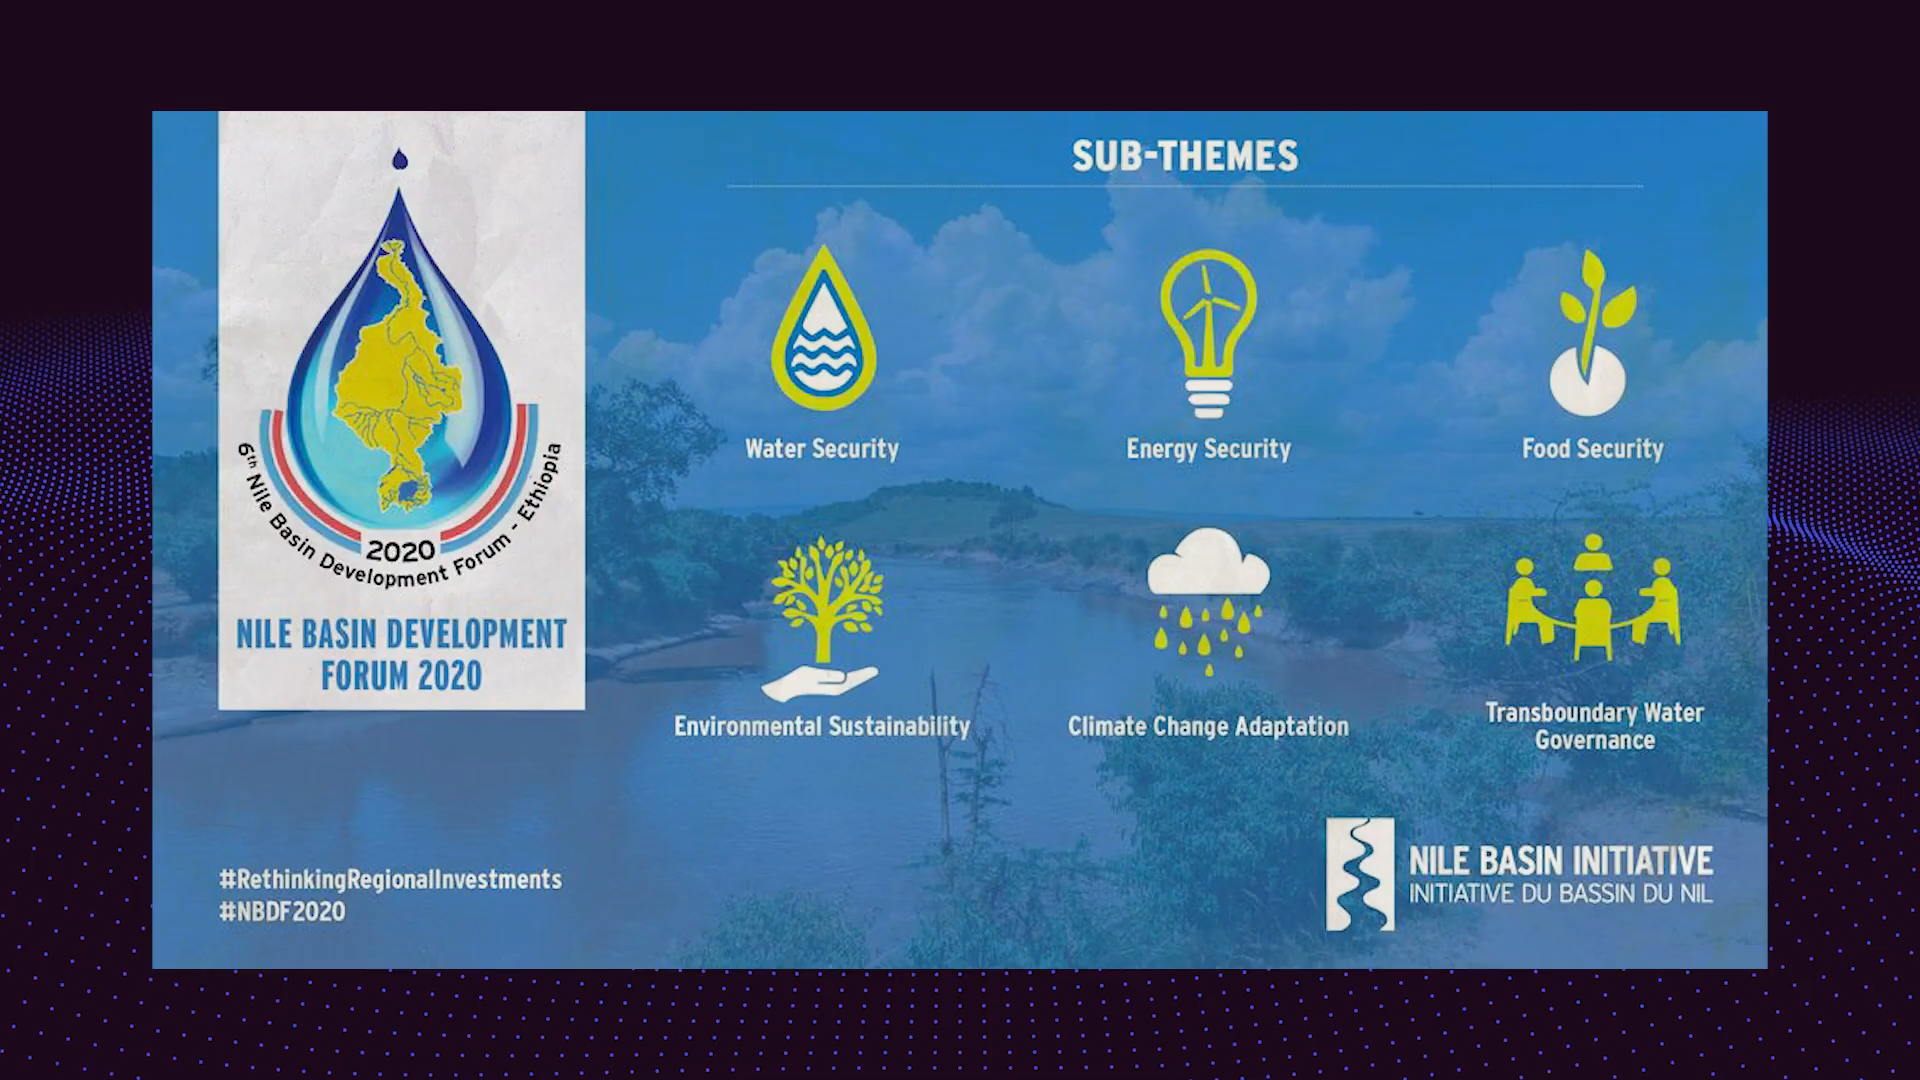 6th Nile Basin Development Forum - Ethiopia
2020
NILE BASIN DEVELOPMENT
FORUM 2020
#RethinkingRegionalInvestments
#NBDF2020
SUB-THEMES
Water Security
Energy Security
Food Security
Environmental Sustainability
Climate Change Adaptation
Transboundary Water
Governance
NILE BASIN INITIATIVE
INITIATIVE DU BASSIN DU NIL